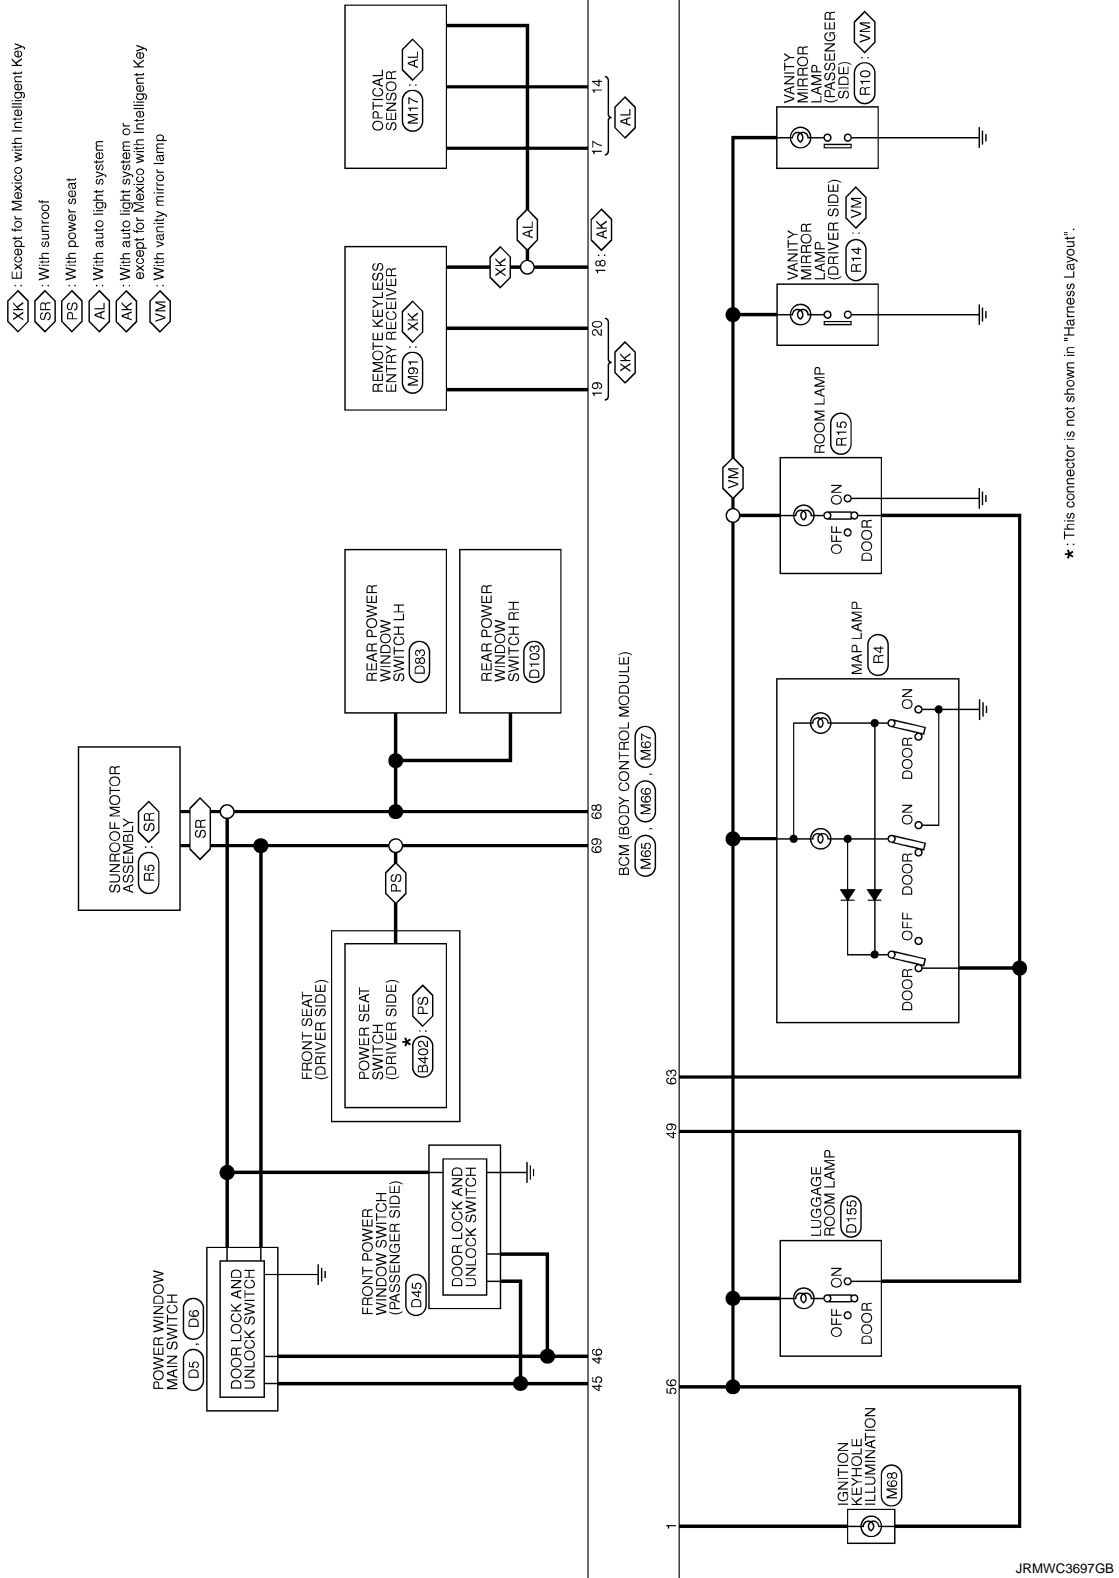 XK : Except for Mexico with Intelligent Key
SR : With sunroof
PS : With power seat
AL : With auto light system
AK : With auto light system or
except for Mexico with Intelligent Key
VM : With vanity mirror lamp
POWER WINDOW
MAIN SWITCH
D5 , D6
DOOR LOCK AND
UNLOCK SWITCH
SUNROOF MOTOR
ASSEMBLY
R5 : SR
SR
FRONT POWER
WINDOW SWITCH
(PASSENGER SIDE)
D45
DOOR LOCK AND
UNLOCK SWITCH
FRONT SEAT
(DRIVER SIDE)
POWER SEAT
SWITCH
(DRIVER SIDE)
*
B402 : PS
PS
REAR POWER
WINDOW
SWITCH LH
D83
REAR POWER
WINDOW
SWITCH RH
D103
REMOTE KEYLESS
ENTRY RECEIVER
M91 : XK
XK
OPTICAL
SENSOR
M17 : AL
AL
45
46
69
68
19
20
XK
18 : AK
17
14
AL
BCM (BODY CONTROL MODULE)
M65 , M66 , M67
1
56
49
63
IGNITION
KEYHOLE
ILLUMINATION
M68
LUGGAGE
ROOM LAMP
D155
OFF
ON
DOOR
MAP LAMP
R4
DOOR
OFF
DOOR
ON
DOOR
ON
ROOM LAMP
R15
OFF
ON
DOOR
VM
VANITY
MIRROR
LAMP
(DRIVER SIDE)
R14 : VM
VANITY
MIRROR
LAMP
(PASSENGER
SIDE)
R10 : VM
* : This connector is not shown in "Harness Layout".
JRMWC3697GB